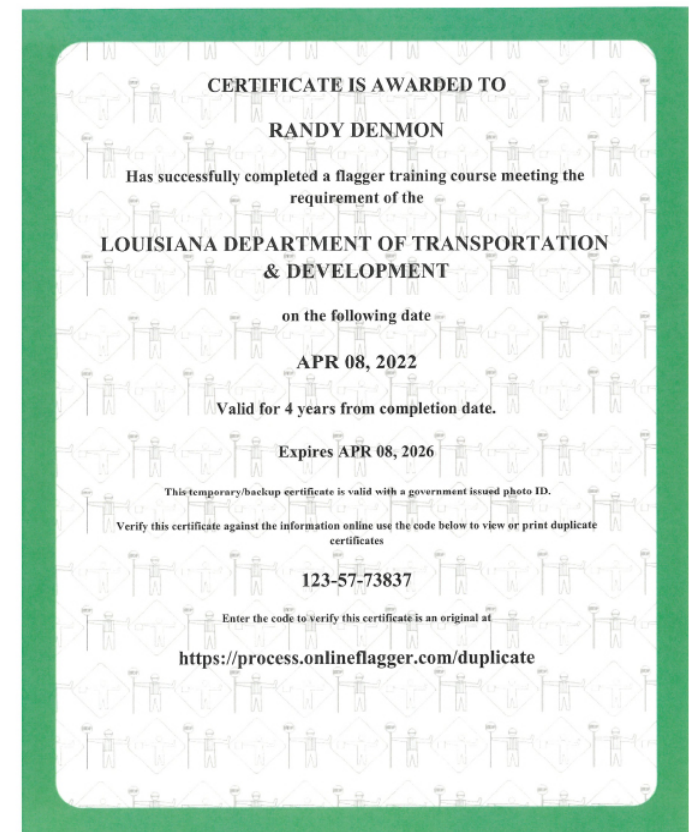 CERTIFICATE IS AWARDED TO
RANDY DENMON
Has successfully completed a flagger training course meeting the
requirement of the
LOUISIANA DEPARTMENT OF TRANSPORTATION
& DEVELOPMENT
on the following date
APR 08, 2022
Valid for 4 years from completion date.
Expires APR 08, 2026
This temporary/backup certificate is valid with a government issued photo ID.
Verify this certificate against the information online use the code below to view or print duplicate
certificates
123-57-73837
Enter the code to verify this certificate is an original at
https://process.onlineflagger.com/duplicate